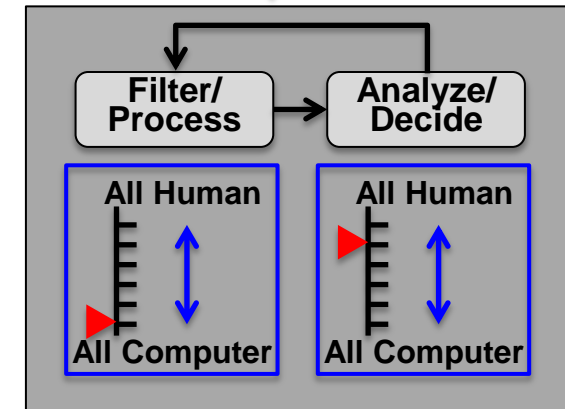 Filter/
Process
Analyze/
Decide
All Human
All Computer
All Human
All Computer